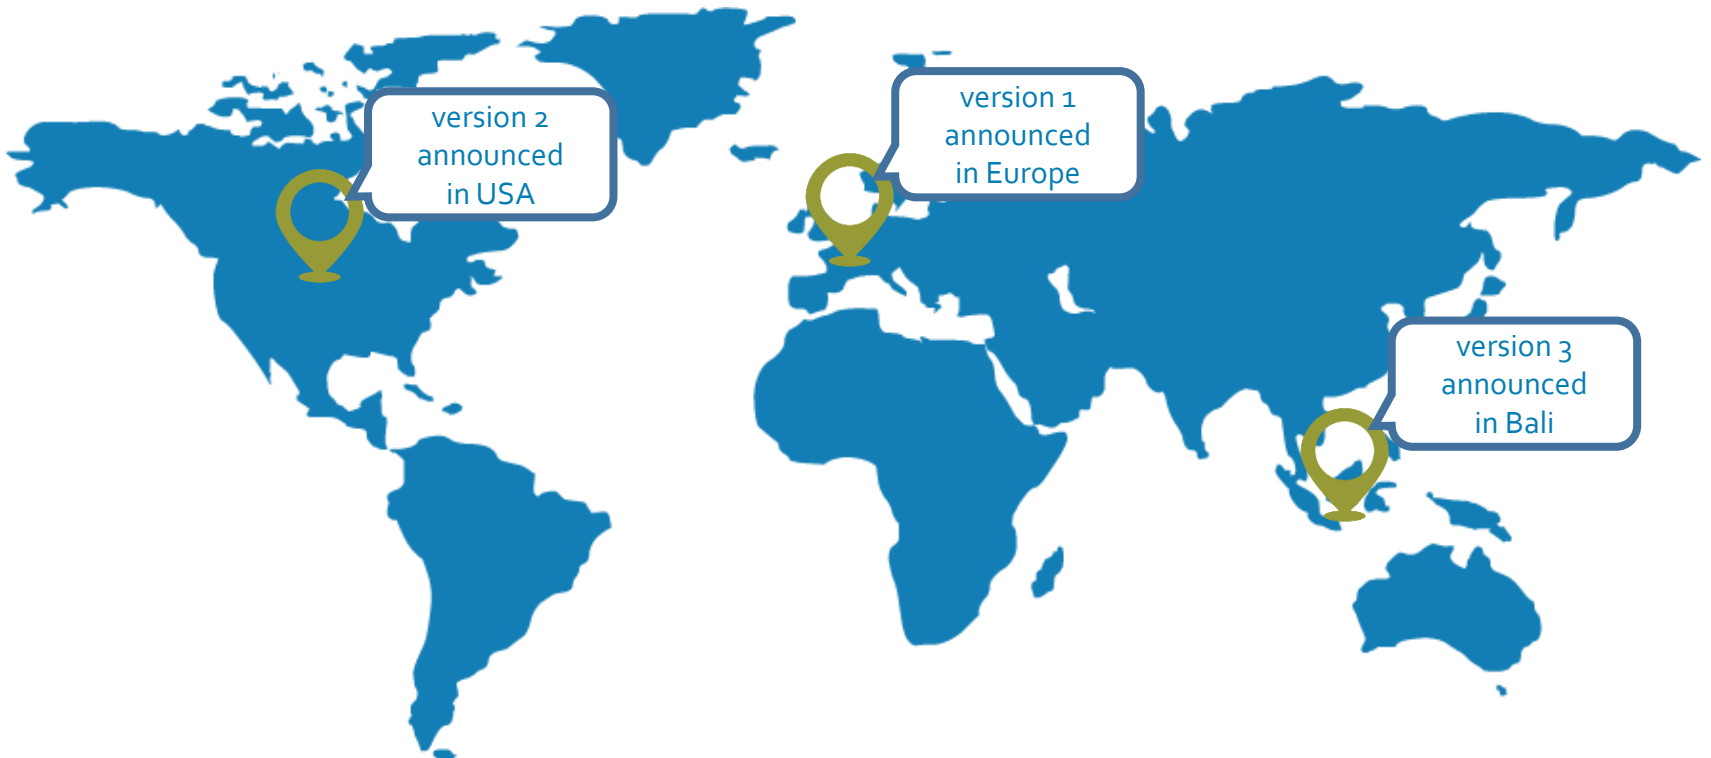 version 2
announced
in USA
version 1
announced
in Europe
version 3
announced
in Bali